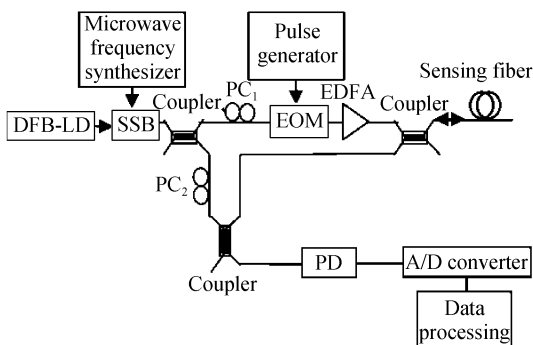 Microwave
frequency
synthesizer
Pulse
generator
Sensing fiber
PC1
EDFA
Coupler
Coupler
DFB-LD
SSB
EOM
PC2
Coupler
PD
A/D converter
Data
processing